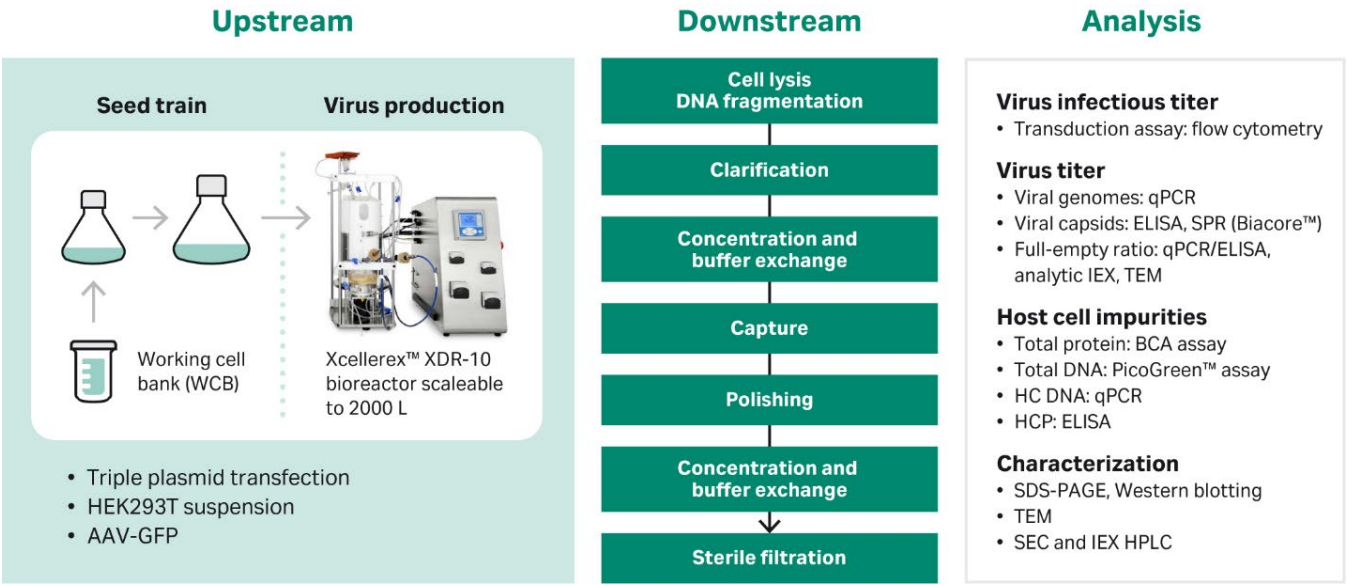 Upstream
Seed train
Virus production
Working cell
bank (WCB)
Xcellerex™ XDR-10
bioreactor scaleable
to 2000 L
• Triple plasmid transfection
• HEK293T suspension
• AAV-GFP
Downstream
Cell lysis
DNA fragmentation
Clarification
Concentration and
buffer exchange
Capture
Polishing
Concentration and
buffer exchange
Sterile filtration
Analysis
Virus infectious titer
• Transduction assay: flow cytometry
Virus titer
• Viral genomes: qPCR
• Viral capsids: ELISA, SPR (Biacore™)
• Full-empty ratio: qPCR/ELISA,
analytic IEX, TEM
Host cell impurities
• Total protein: BCA assay
• Total DNA: PicoGreen™ assay
• HC DNA: qPCR
• HCP: ELISA
Characterization
• SDS-PAGE, Western blotting
• TEM
• SEC and IEX HPLC